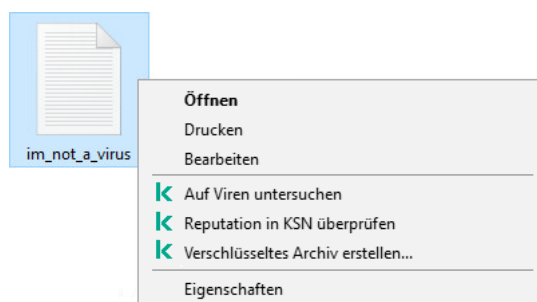 im_not_a_virus
Öffnen
Drucken
Bearbeiten
Auf Viren untersuchen
Reputation in KSN überprüfen
Verschlüsseltes Archiv erstellen...
Eigenschaften